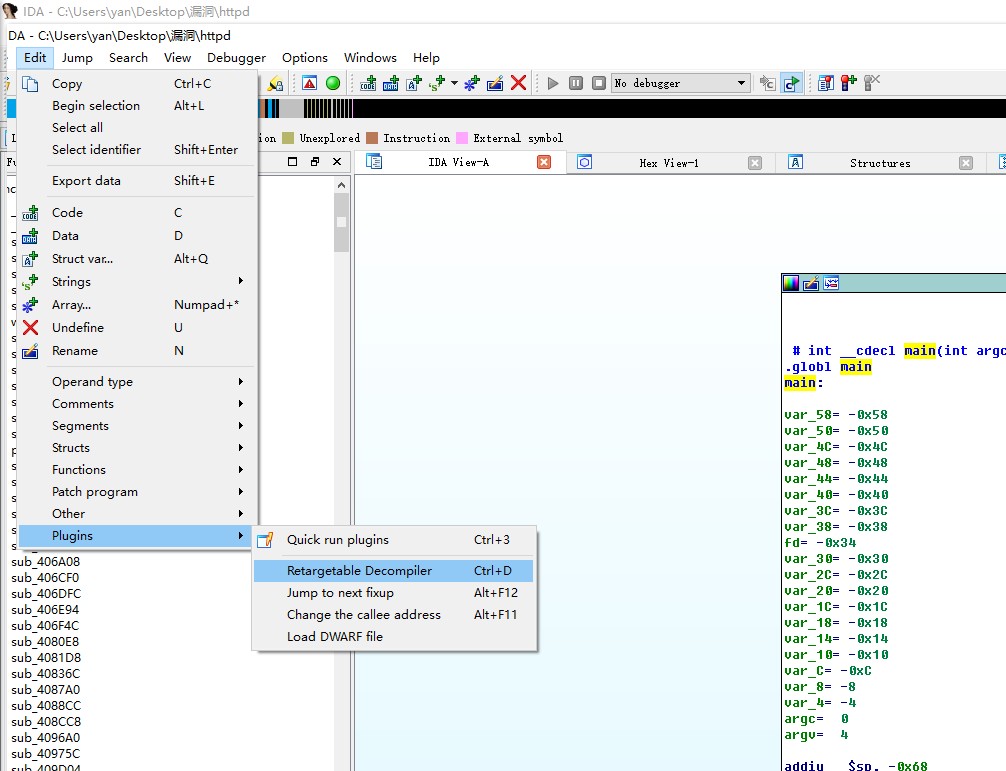 IDA - C:\Users\yan\Desktop\漏洞\httpd
DA - C:\Users\yan\Desktop\漏洞\httpd
Edit Jump Search View Debugger Options Windows Help
No debugger
ion Unexplored Instruction External symbol
IDA View-A Hex View-1 Structures
Copy Ctrl+C
Begin selection Alt+L
Select all
Select identifier Shift+Enter
Export data Shift+E
Code C
Data D
Struct var... Alt+Q
Strings
Array... Numpad+*
Undefine U
Rename N
Operand type
Comments
Segments
Structs
Functions
Patch program
Other
Plugins
Quick run plugins Ctrl+3
Retargetable Decompiler Ctrl+D
Jump to next fixup Alt+F12
Change the callee address Alt+F11
Load DWARF file
sub_406A08
sub_406CF0
sub_406DFC
sub_406E94
sub_406F4C
sub_4080E8
sub_4081D8
sub_40836C
sub_4087A0
sub_4088CC
sub_408CC8
sub_4096A0
sub_40975C
sub_409D04
# int __cdecl main(int argc
.globl main
main:
var_58= -0x58
var_50= -0x50
var_4C= -0x4C
var_48= -0x48
var_44= -0x44
var_40= -0x40
var_3C= -0x3C
var_38= -0x38
fd= -0x34
var_30= -0x30
var_2C= -0x2C
var_20= -0x20
var_1C= -0x1C
var_18= -0x18
var_14= -0x14
var_10= -0x10
var_C= -0xC
var_8= -8
var_4= -4
argc= 0
argv= 4
addiu $sp, -0x68